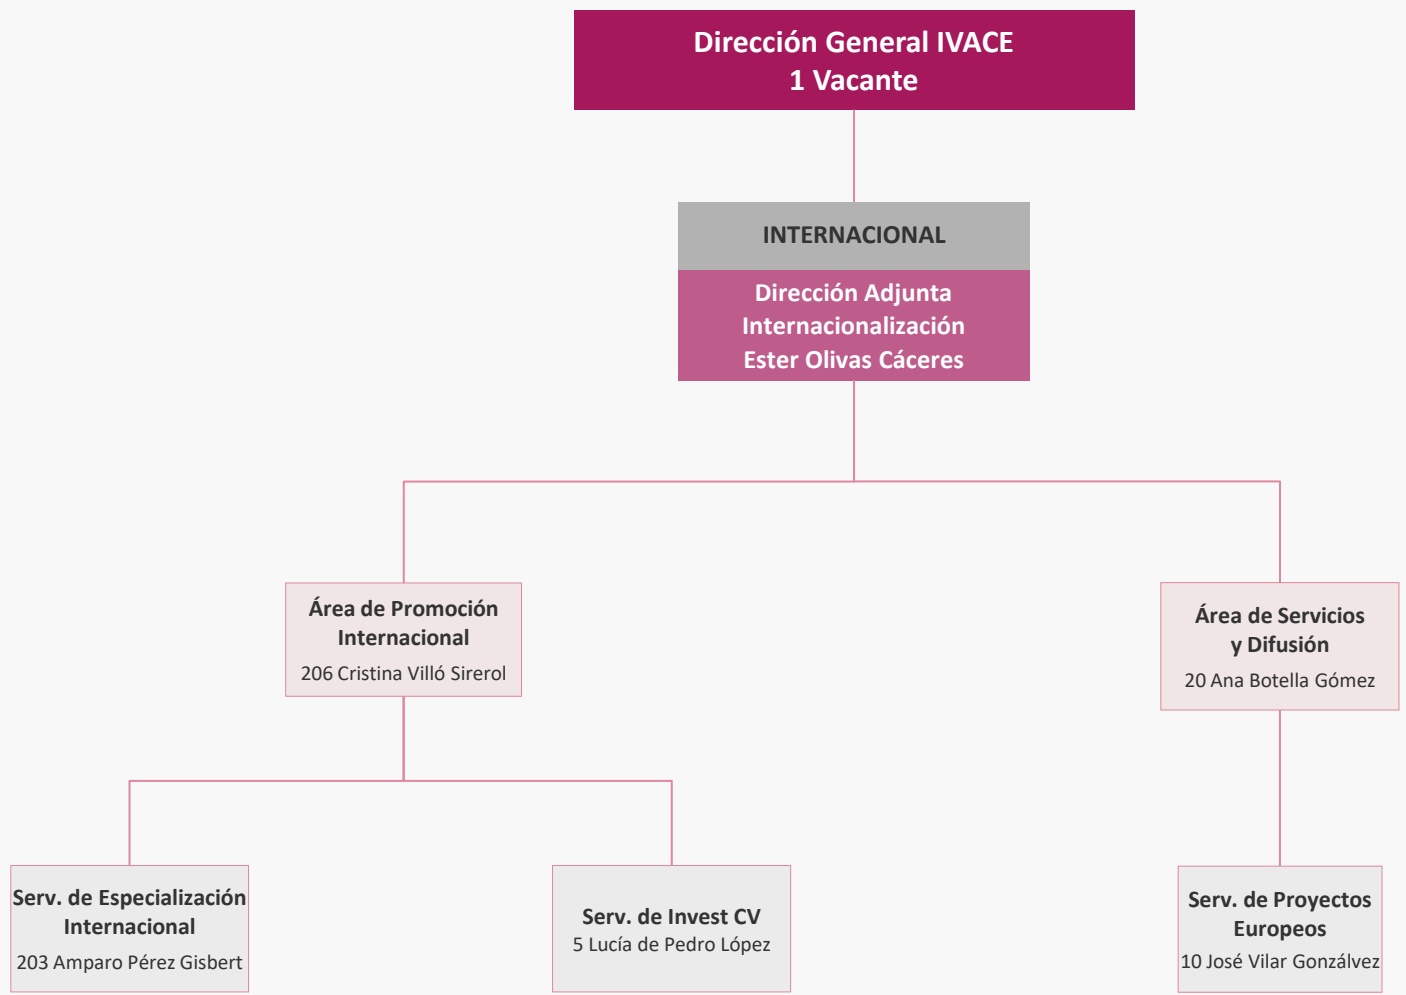 Dirección General IVACE
1 Vacante
INTERNACIONAL
Dirección Adjunta
Internacionalización
Ester Olivas Cáceres
Área de Promoción
Internacional
206 Cristina Villó Sirerol
Área de Servicios
y Difusión
20 Ana Botella Gómez
Serv. de Especialización
Internacional
203 Amparo Pérez Gisbert
Serv. de Invest CV
5 Lucía de Pedro López
Serv. de Proyectos
Europeos
10 José Vilar Gonzálvez